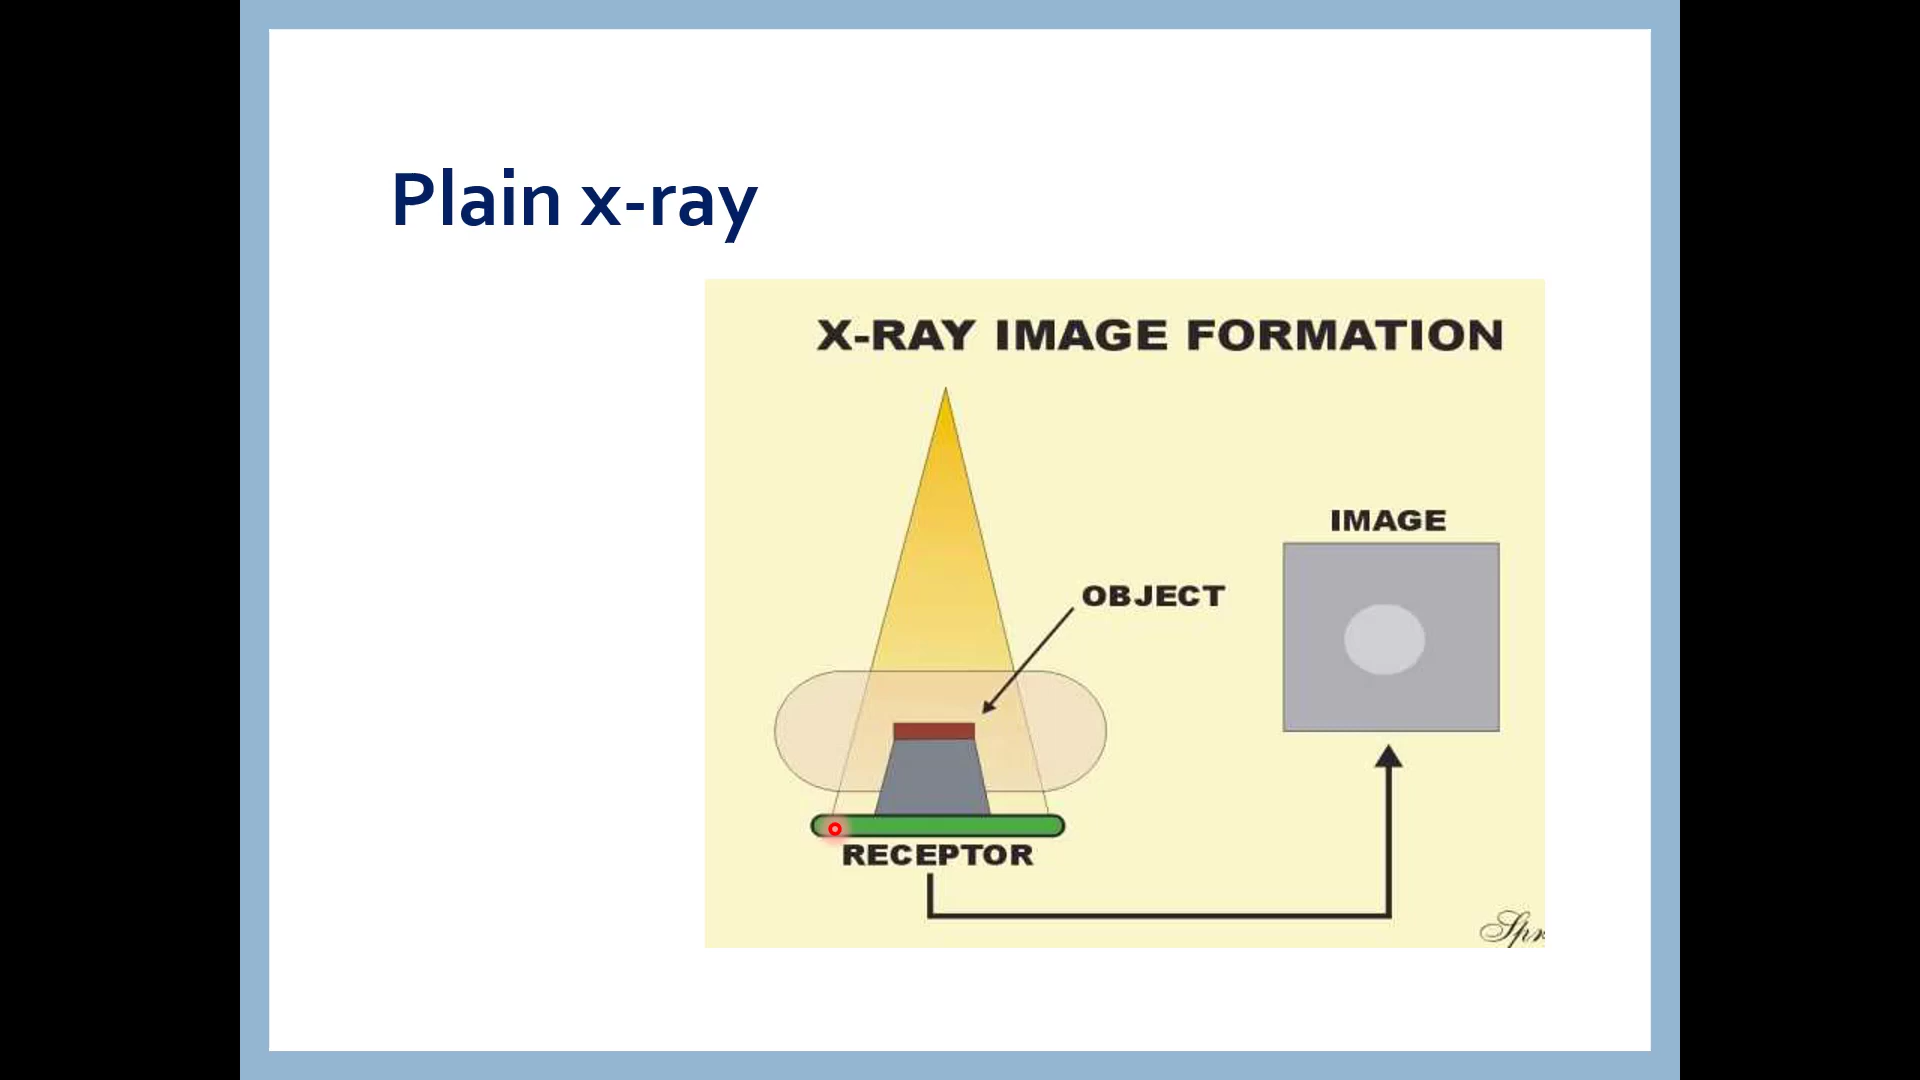 Plain x-ray
X-RAY IMAGE FORMATION
IMAGE
OBJECT
RECEPTOR